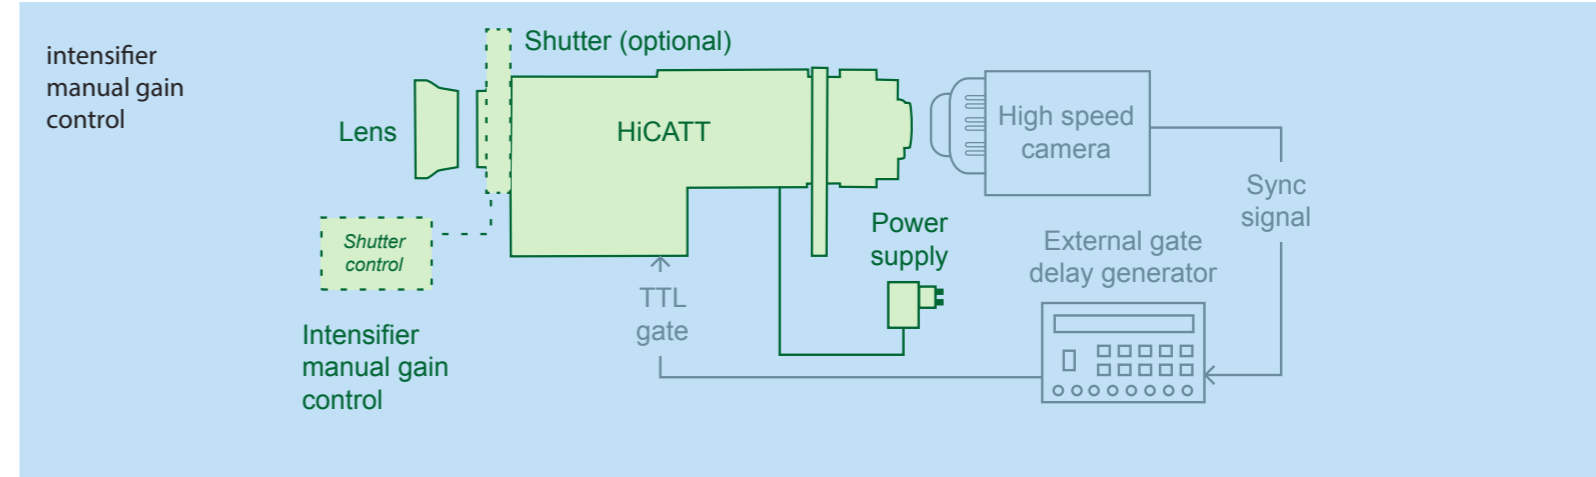 intensifier
manual gain
control
Shutter (optional)
Lens
HiCATT
High speed
camera
Sync
signal
Shutter
control
Power
supply
External gate
delay generator
TTL
gate
Intensifier
manual gain
control